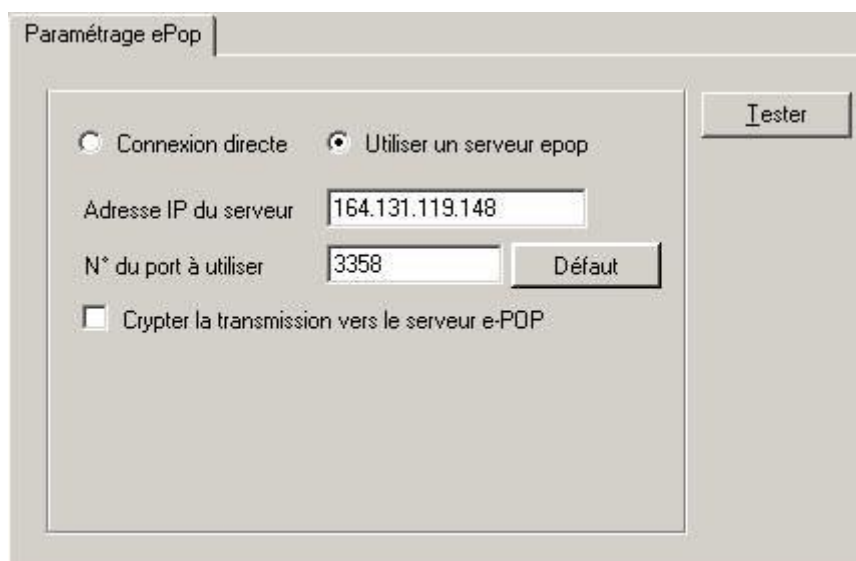 Paramétrage ePop
Tester
Connexion directe
Utiliser un serveur epop
Adresse IP du serveur
164.131.119.148
N° du port à utiliser
3358
Défaut
Crypter la transmission vers le serveur e-POP